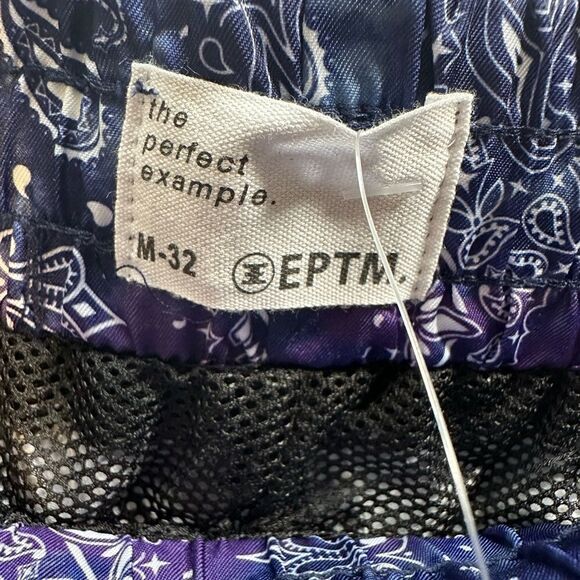 the
perfect
example.
M-32
EPTM.